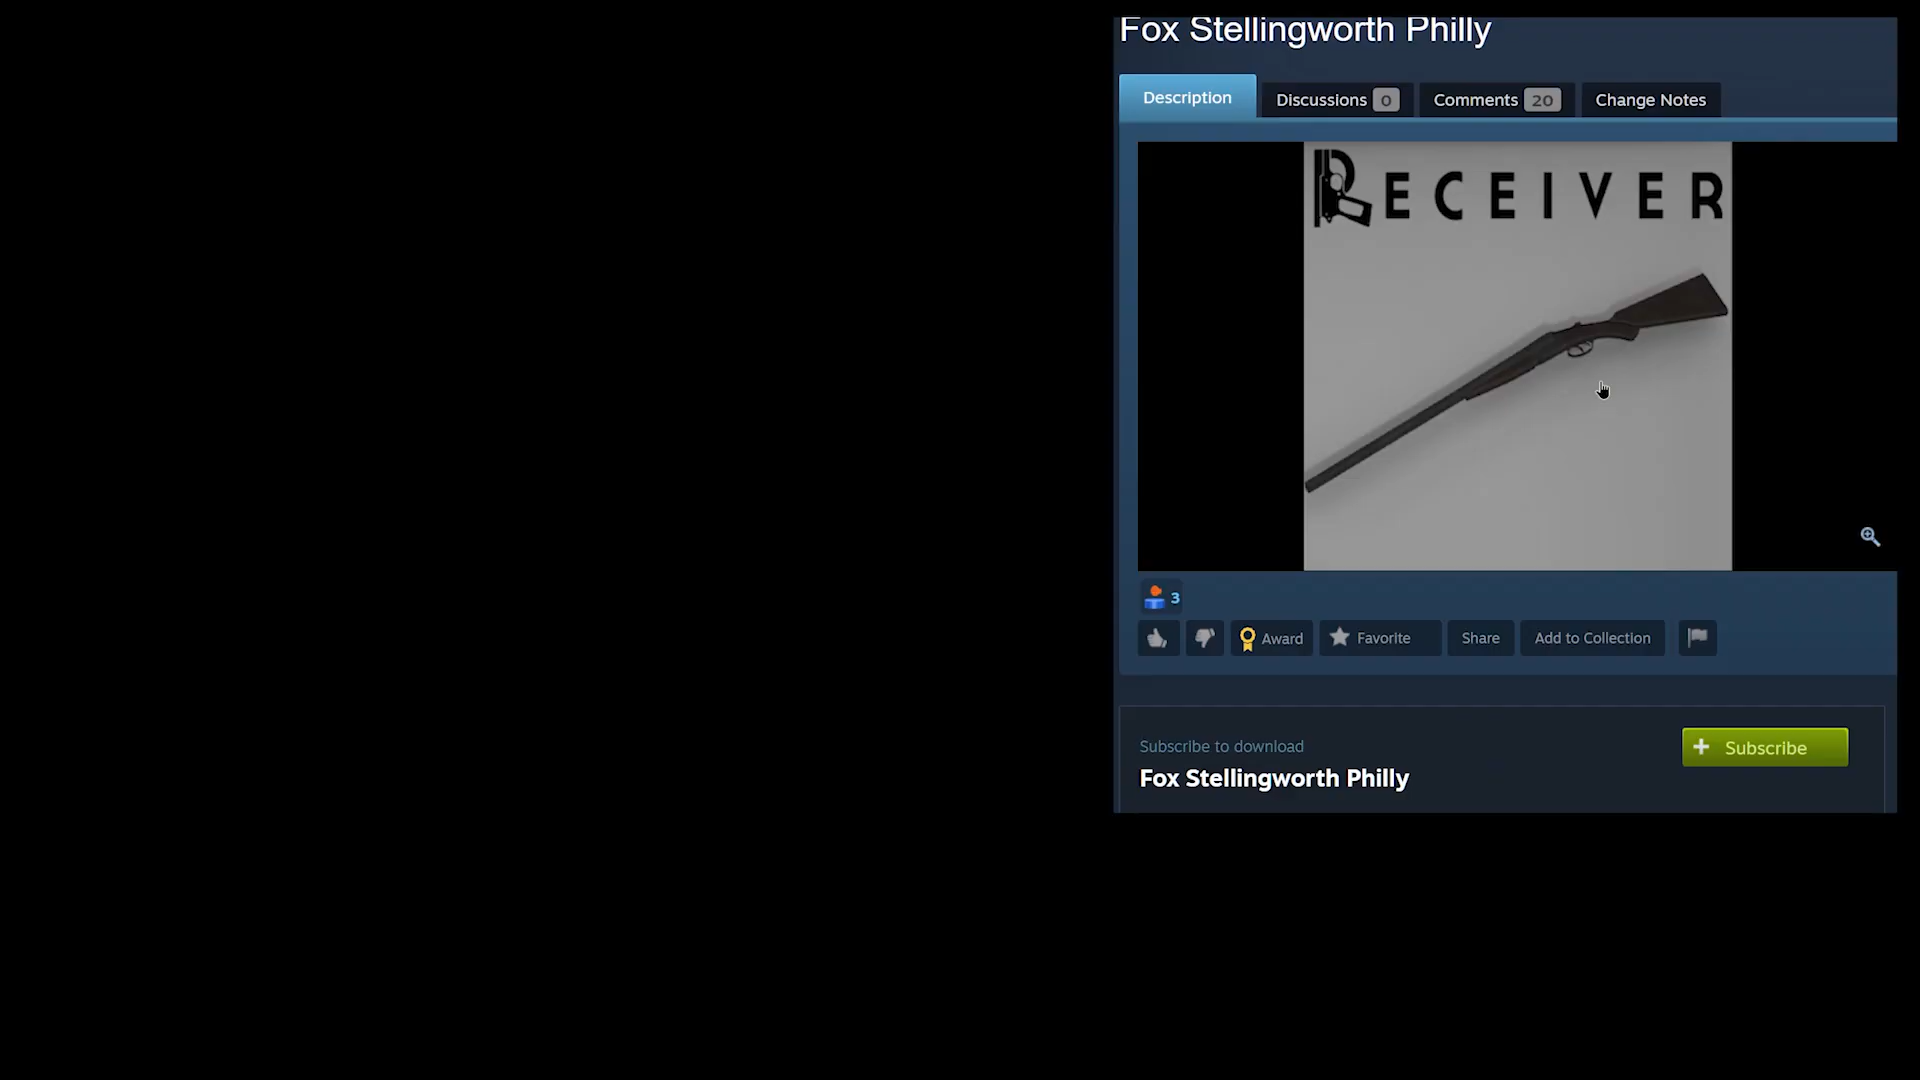 Fox Stellingworth Philly
Description
Discussions 0
Comments 20
Change Notes
RECEIVER
3
Award
Favorite
Share
Add to Collection
Subscribe to download
Fox Stellingworth Philly
+ Subscribe